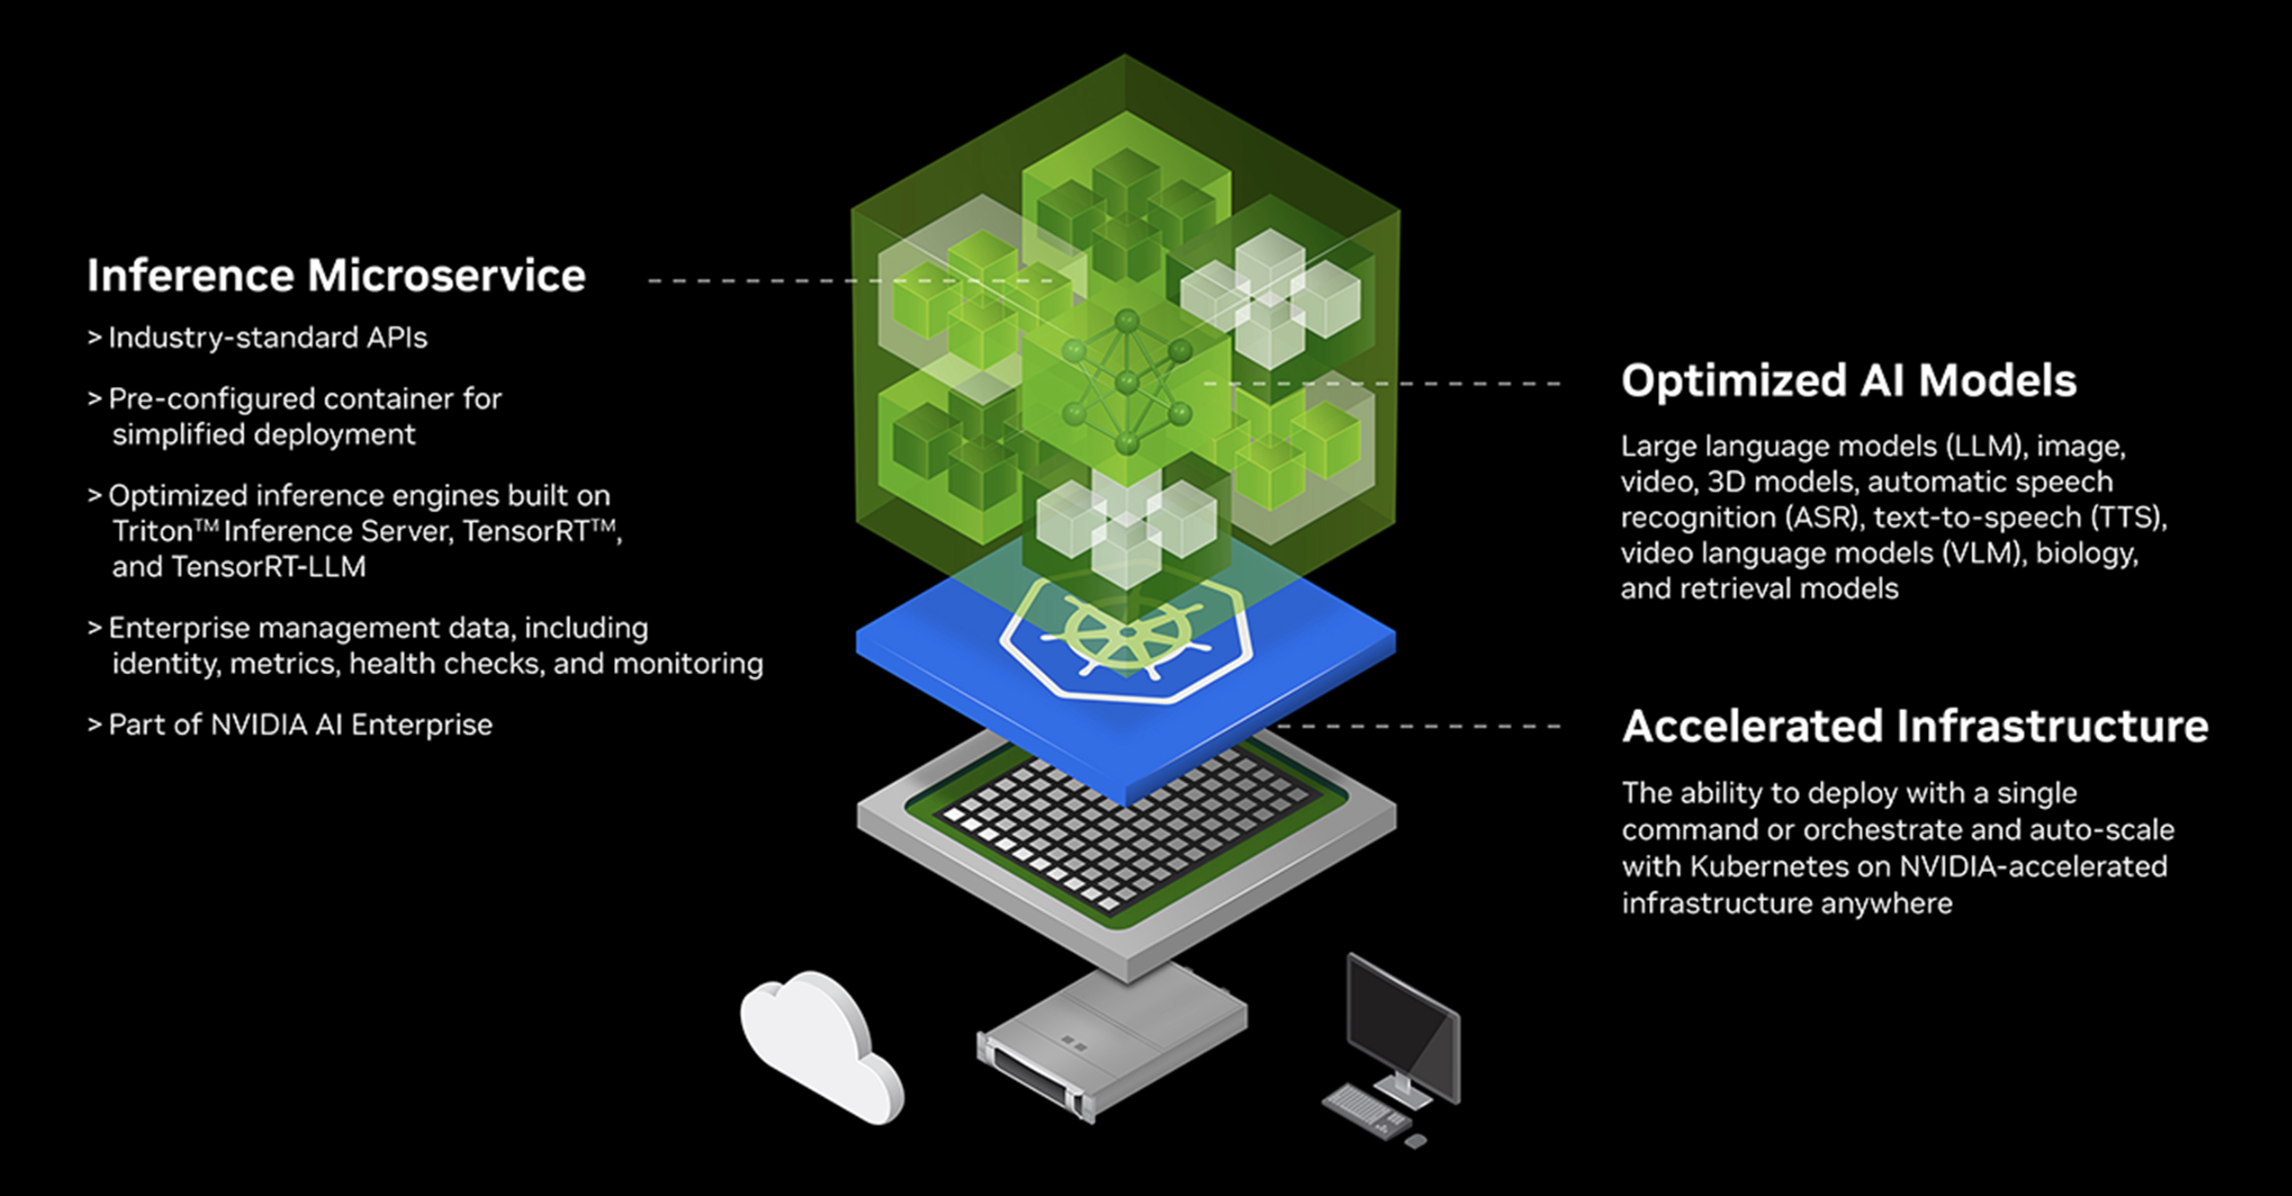 Inference Microservice
> Industry-standard APIs
> Pre-configured container for
simplified deployment
> Optimized inference engines built on
Triton™ Inference Server, TensorRT™,
and TensorRT-LLM
> Enterprise management data, including
identity, metrics, health checks, and monitoring
> Part of NVIDIA AI Enterprise
Optimized AI Models
Large language models (LLM), image,
video, 3D models, automatic speech
recognition (ASR), text-to-speech (TTS),
video language models (VLM), biology,
and retrieval models
Accelerated Infrastructure
The ability to deploy with a single
command or orchestrate and auto-scale
with Kubernetes on NVIDIA-accelerated
infrastructure anywhere